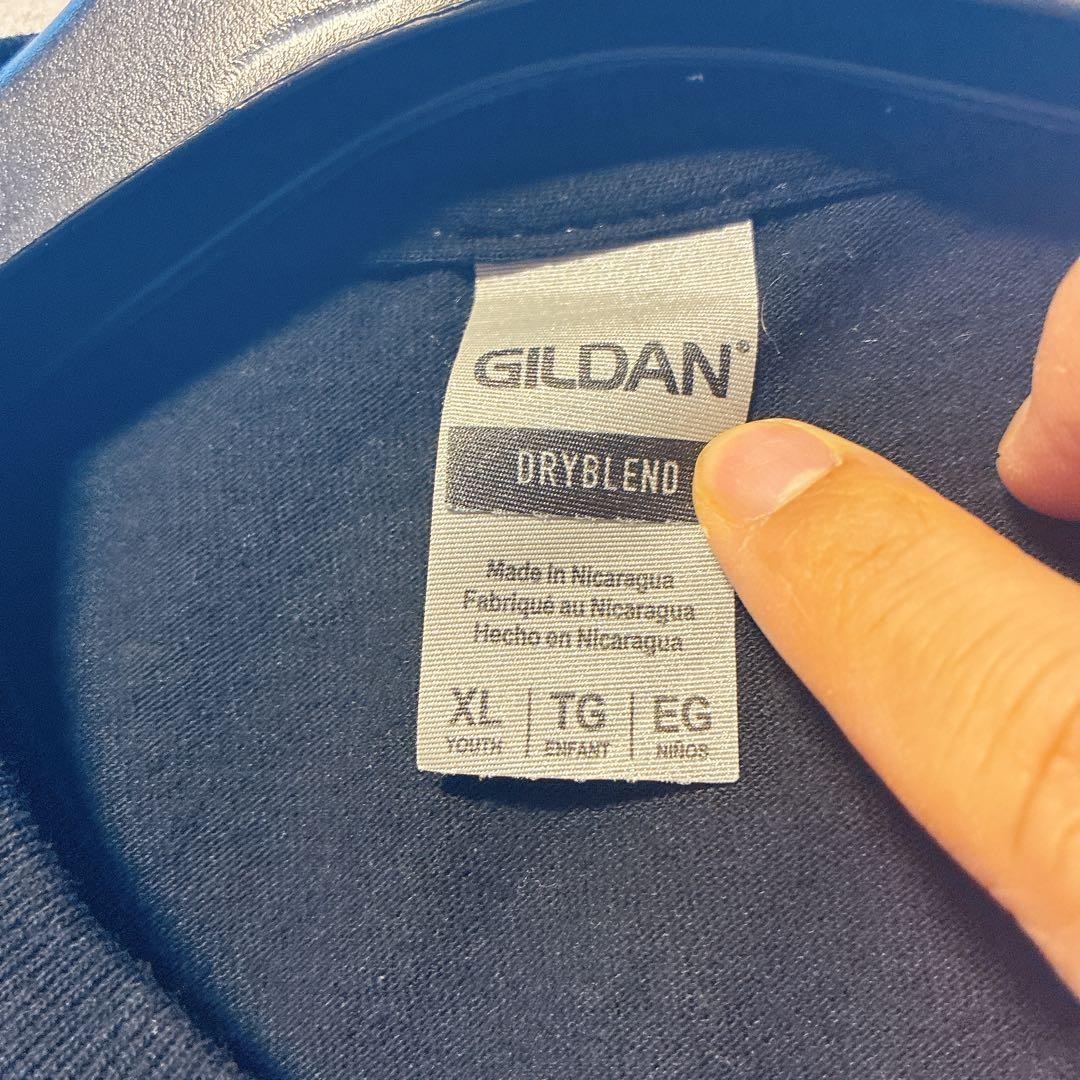 GILDAN®
DRYBLEND
Made in Nicaragua
Fabriqué au Nicaragua
Hecho en Nicaragua
XL | TG | EG
YOUTH | ENFANT | NIÑOS